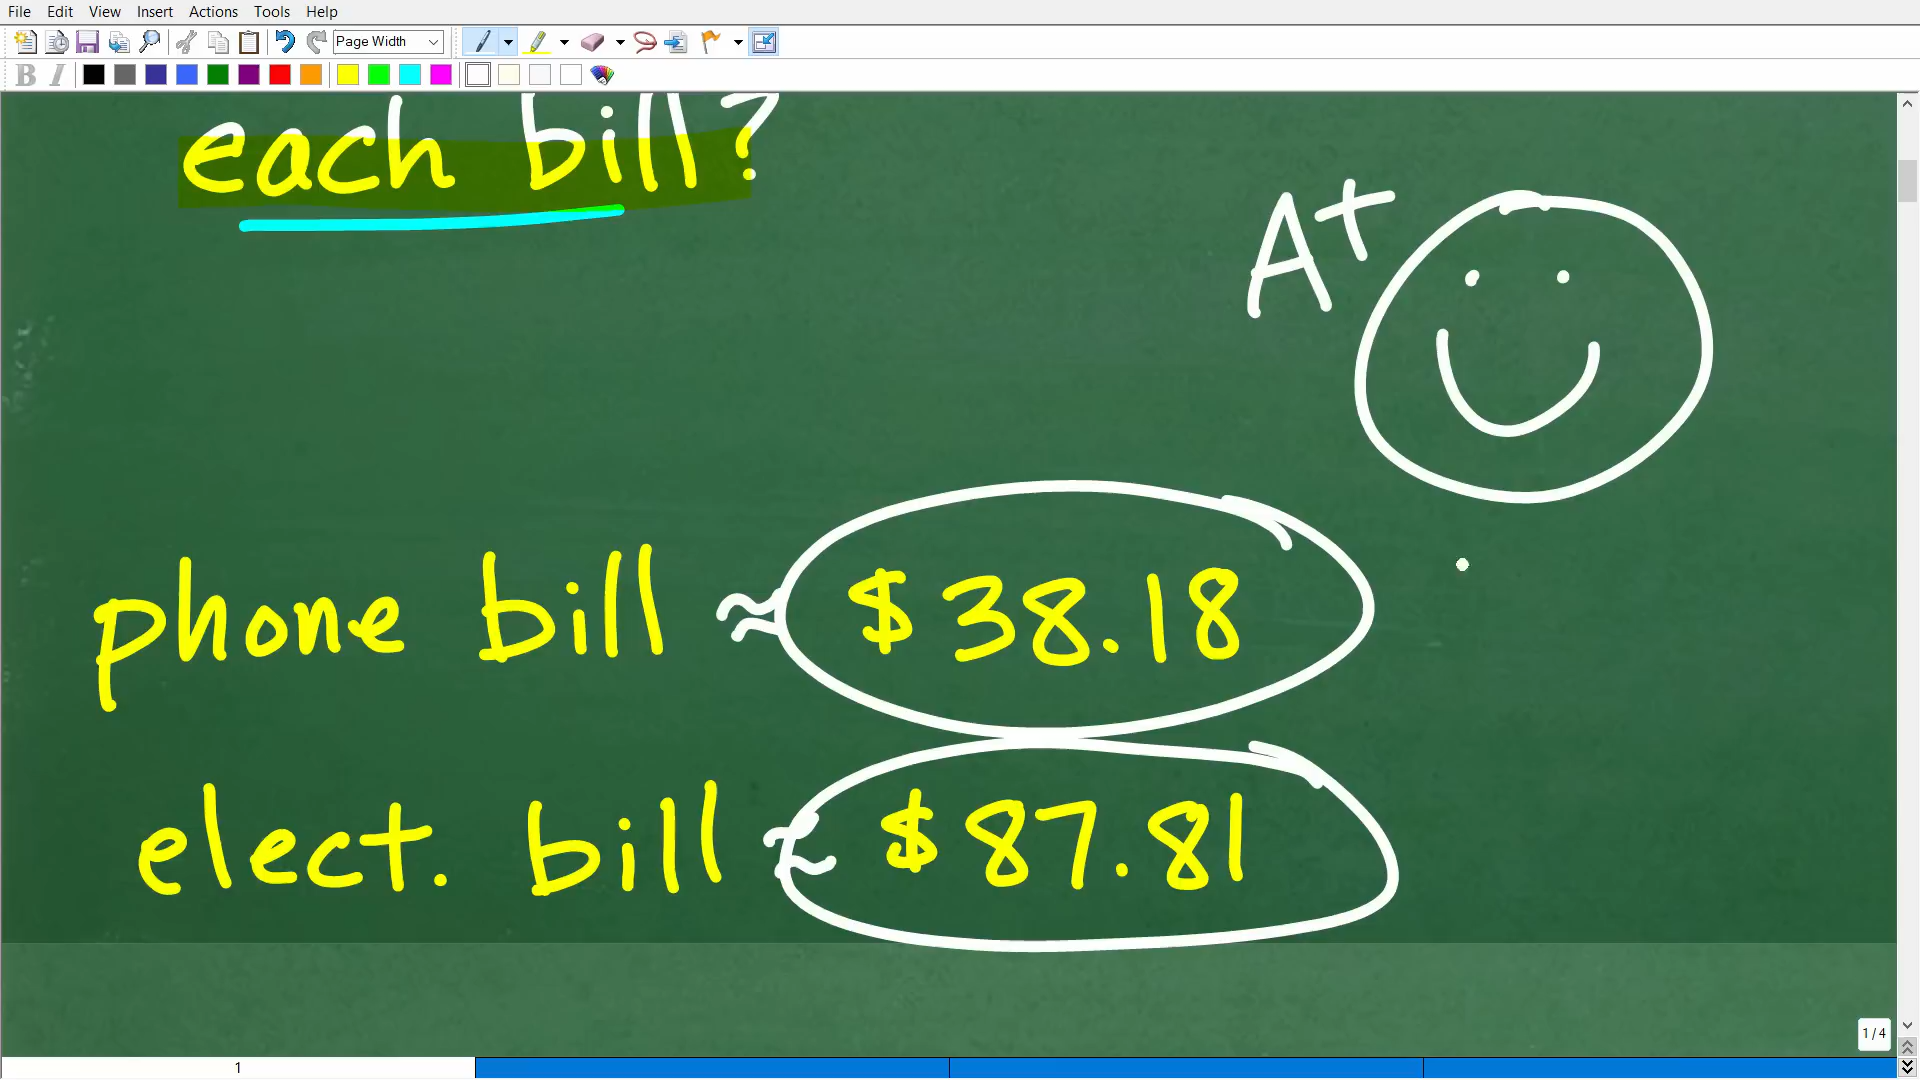 File Edit View Insert Actions Tools Help
Page Width
B I
each bill?
A+
phone bill ≈ $38.18
elect. bill ≈ $87.81
1 / 4
1